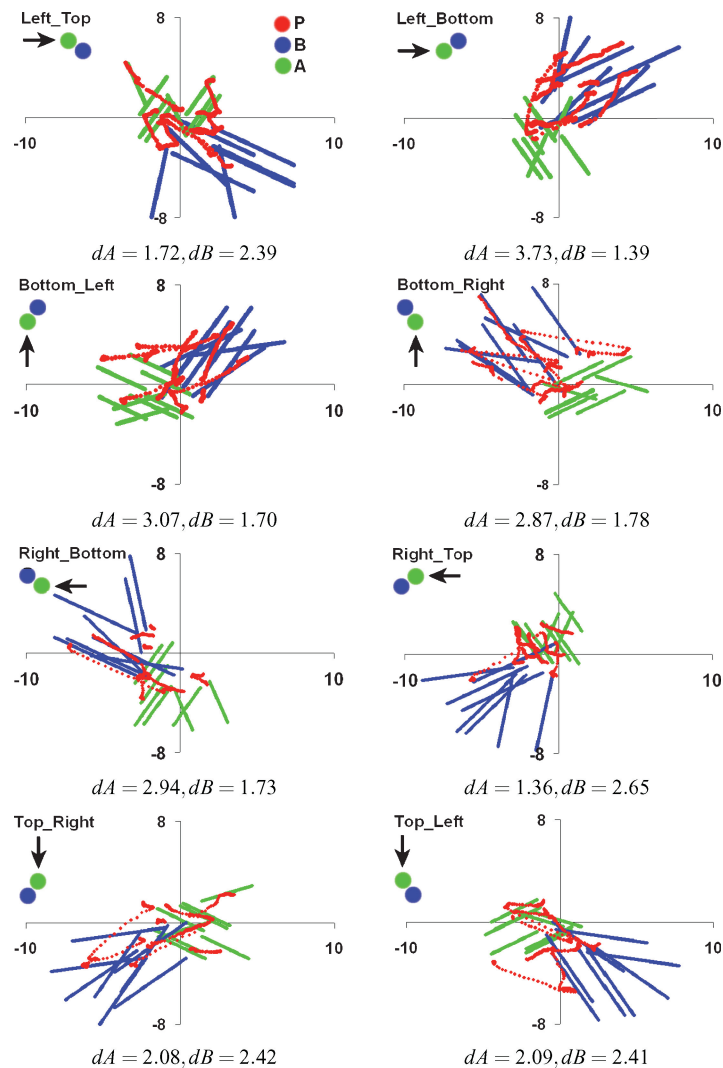 Left_Top
P
B
A
-10
10
-8
dA = 1.72, dB = 2.39
Left_Bottom
8
-10
10
-8
dA = 3.73, dB = 1.39
Bottom_Left
8
-10
10
-8
dA = 3.07, dB = 1.70
Bottom_Right
8
-10
10
-8
dA = 2.87, dB = 1.78
Right_Bottom
8
-10
10
-8
dA = 2.94, dB = 1.73
Right_Top
8
-10
10
-8
dA = 1.36, dB = 2.65
Top_Right
8
-10
10
-8
dA = 2.08, dB = 2.42
Top_Left
8
-10
10
-8
dA = 2.09, dB = 2.41